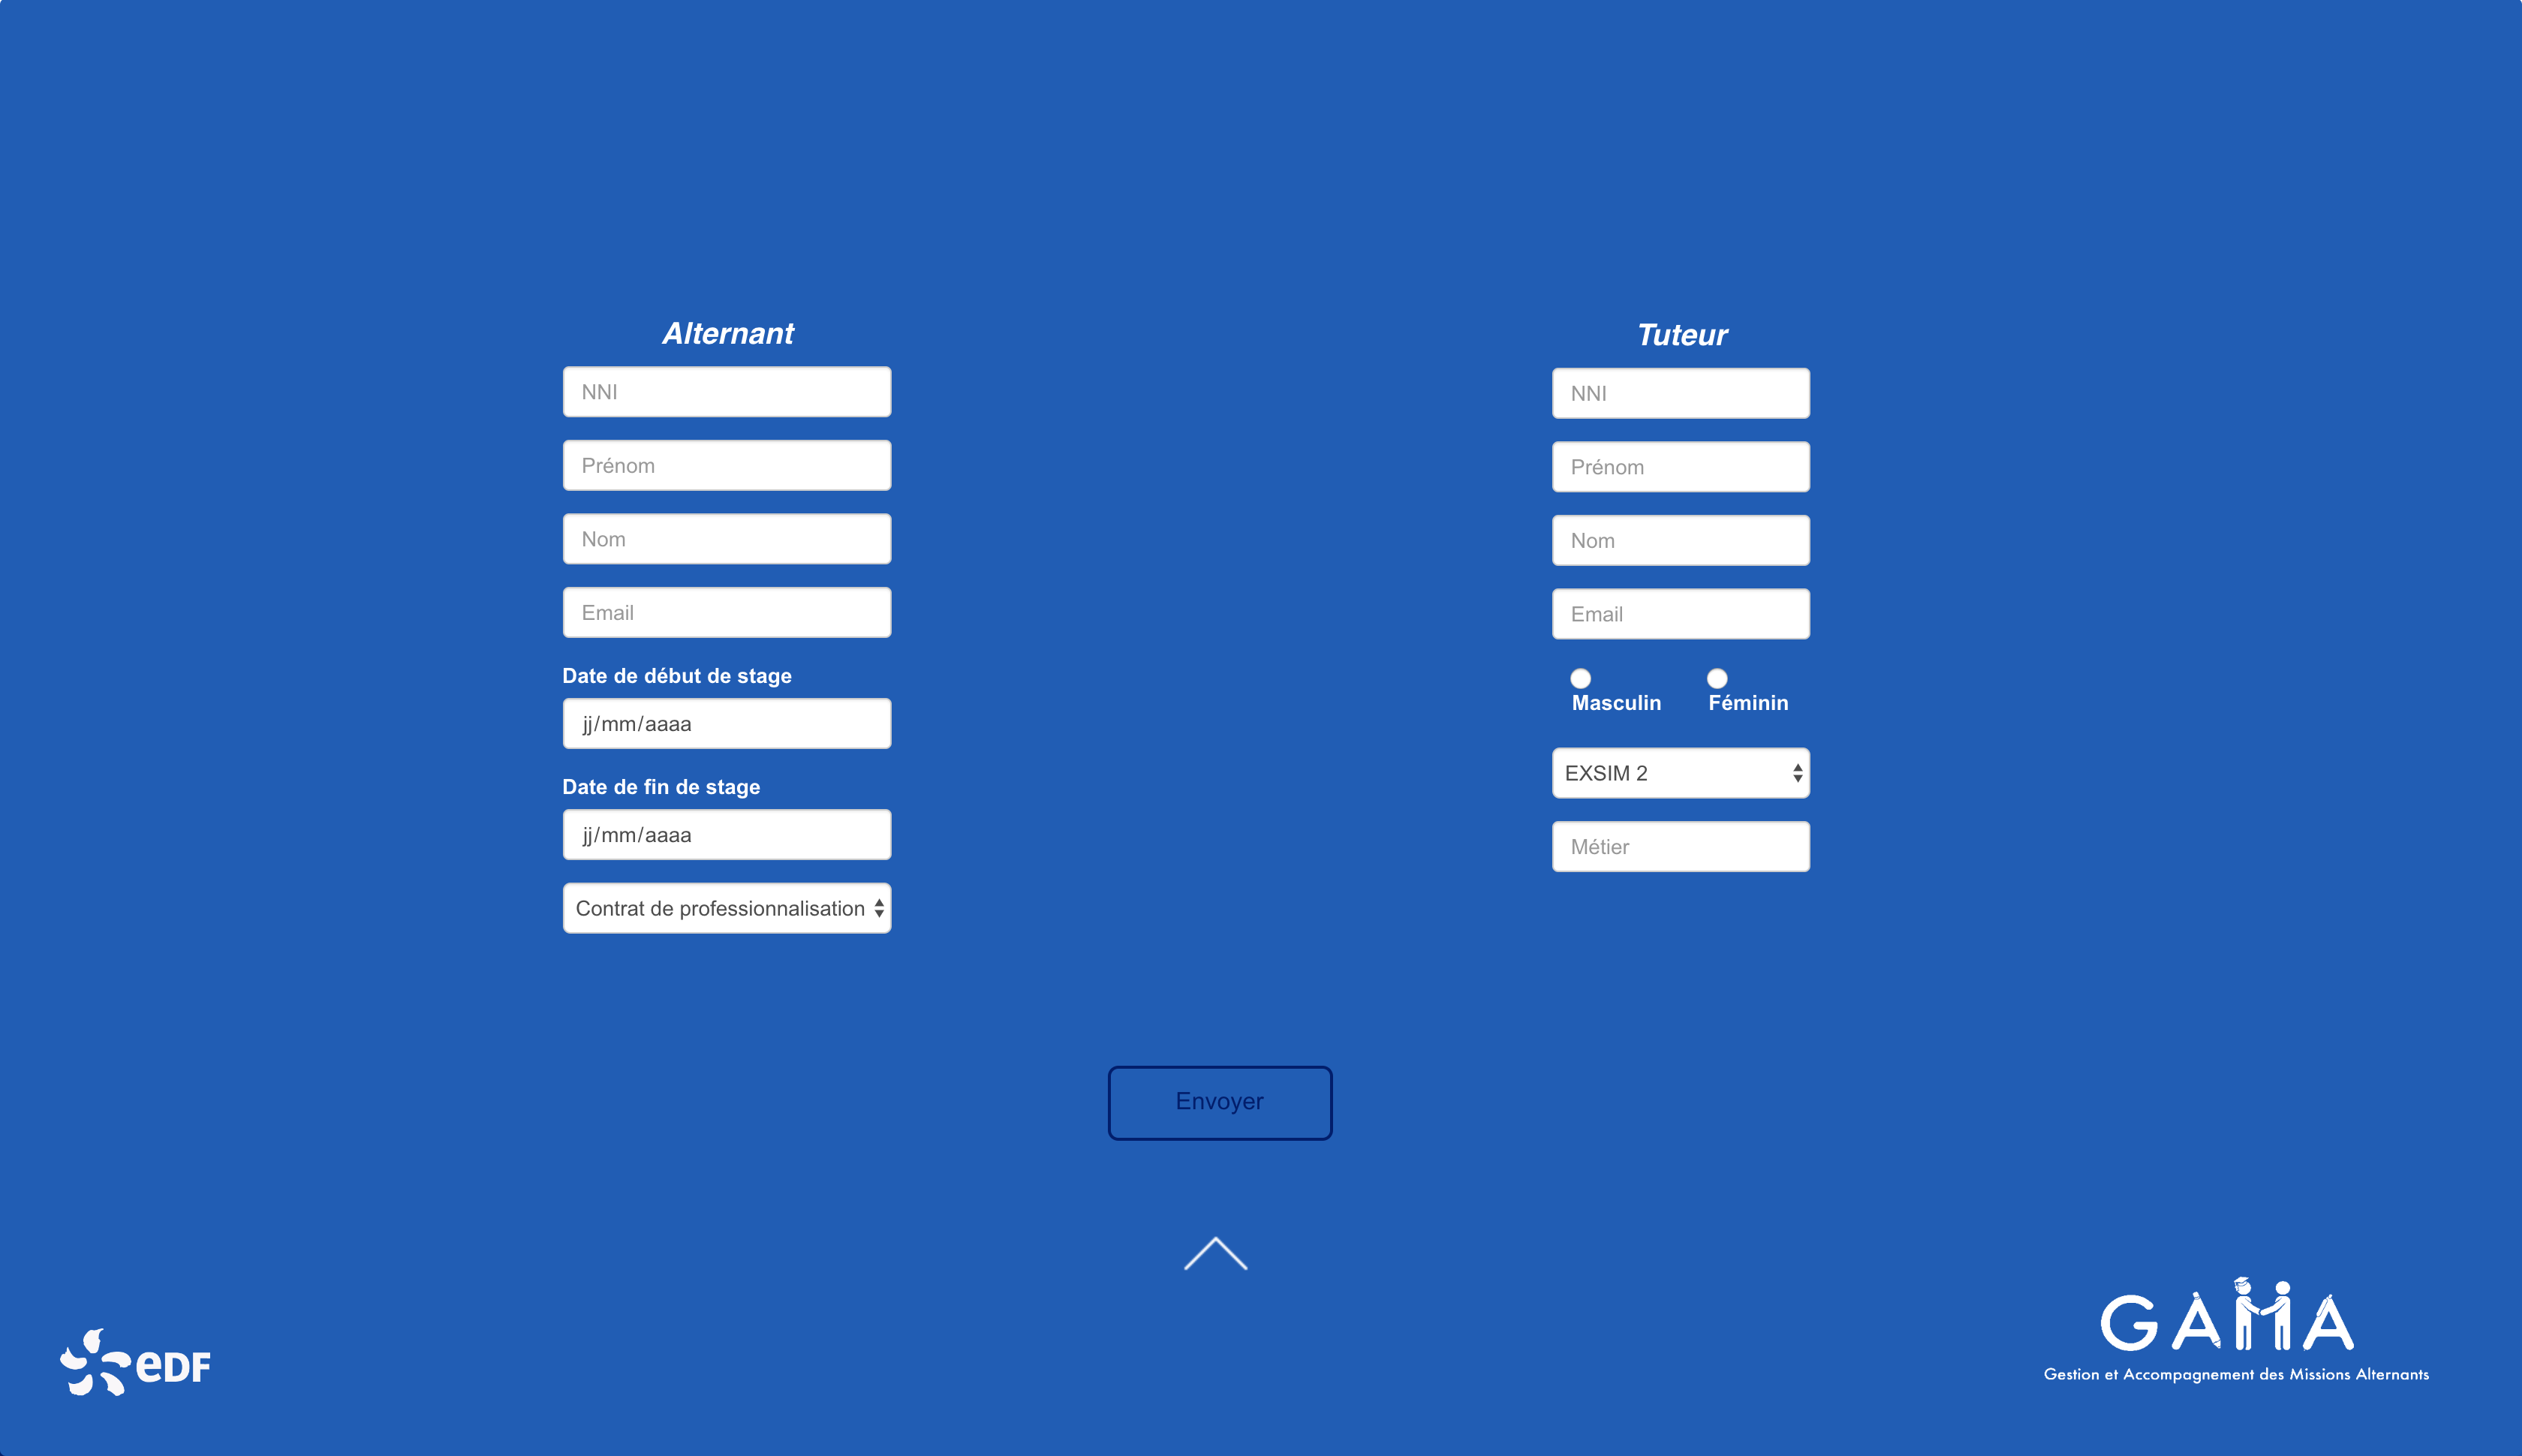 Alternant
NNI
Prénom
Nom
Email
Date de début de stage
jj/mm/aaaa
Date de fin de stage
jj/mm/aaaa
Contrat de professionnalisation
Tuteur
NNI
Prénom
Nom
Email
Masculin Féminin
EXSIM 2
Métier
Envoyer
eDF
GAMA
Gestion et Accompagnement des Missions Alternants